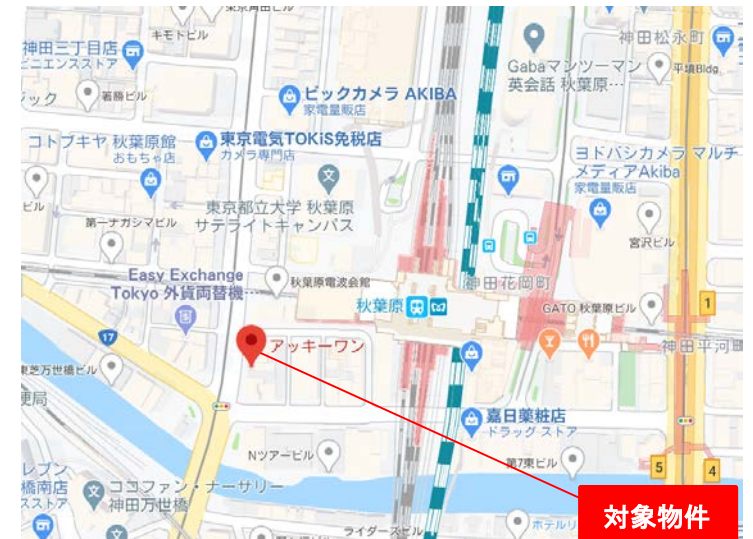 東京角田ビル
キモトビル
神田三丁目店
ビニエンスストア
神田松永町
Gabaマンツーマン
英会話 秋葉原…
平塡Bldg.
ジック
著勝ビル
ビックカメラ AKIBA
家電量販店
コトブキヤ 秋葉原館
おもちゃ店
東京電気TOKiS免税店
カメラ専門店
ヨドバシカメラ マルチ
メディアAkiba
家電量販店
東京都立大学 秋葉原
サテライトキャンパス
ビル
第一ナガシマビル
宮沢ビル
Easy Exchange
Tokyo 外貨両替機…
秋葉原電波会館
神田花岡町
秋葉原
GATO 秋葉原ビル
1
17
アッキーワン
神田平河町
東芝万世橋ビル
便局
嘉日薬粧店
ドラッグ ストア
Nツアービル
第7東ビル
5
4
レブン
橋南店
スストア
ココファン・ナーサリー
神田万世橋
対象物件
ライダースビル
ホテルリ